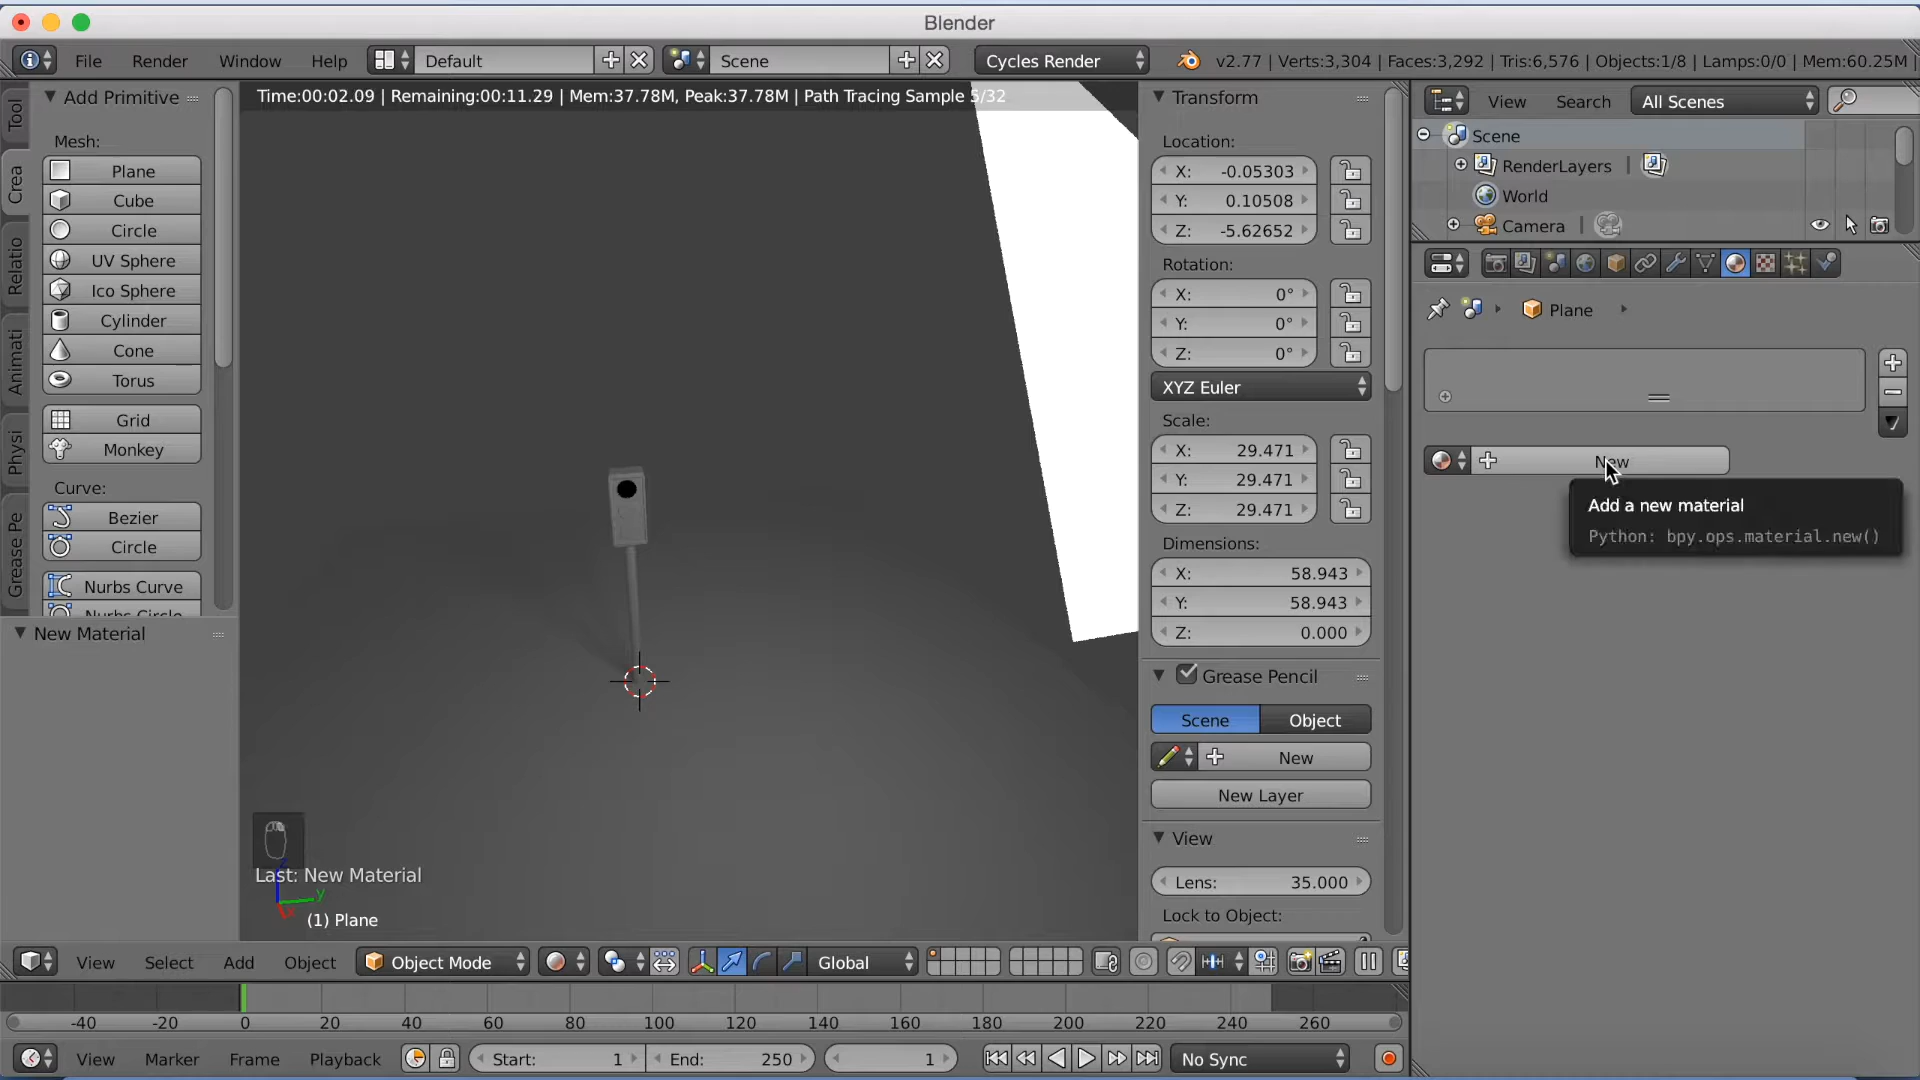 Blender
File Render Window Help Default Scene Cycles Render v2.77 | Verts:3,304 | Faces:3,292 | Tris:6,576 | Objects:1/8 | Lamps:0/0 | Mem:60.25M |
Time:00:02.09 | Remaining:00:11.29 | Mem:37.78M, Peak:37.78M | Path Tracing Sample 5/32
Tool
Crea
Relatio
Animati
Physi
Grease Pe
Add Primitive
Mesh:
Plane
Cube
Circle
UV Sphere
Ico Sphere
Cylinder
Cone
Torus
Grid
Monkey
Curve:
Bezier
Circle
Nurbs Curve
Nurbs Circle
New Material
Last: New Material
z
y
x
(1) Plane
Transform
Location:
X: -0.05303
Y: 0.10508
Z: -5.62652
Rotation:
X: 0°
Y: 0°
Z: 0°
XYZ Euler
Scale:
X: 29.471
Y: 29.471
Z: 29.471
Dimensions:
X: 58.943
Y: 58.943
Z: 0.000
Grease Pencil
Scene Object
New
New Layer
View
Lens: 35.000
Lock to Object:
View Search All Scenes
Scene
RenderLayers |
World
Camera |
Plane
New
Add a new material
Python: bpy.ops.material.new()
View Select Add Object Object Mode Global
-40 -20 0 20 40 60 80 100 120 140 160 180 200 220 240 260
View Marker Frame Playback Start: 1 End: 250 1 No Sync